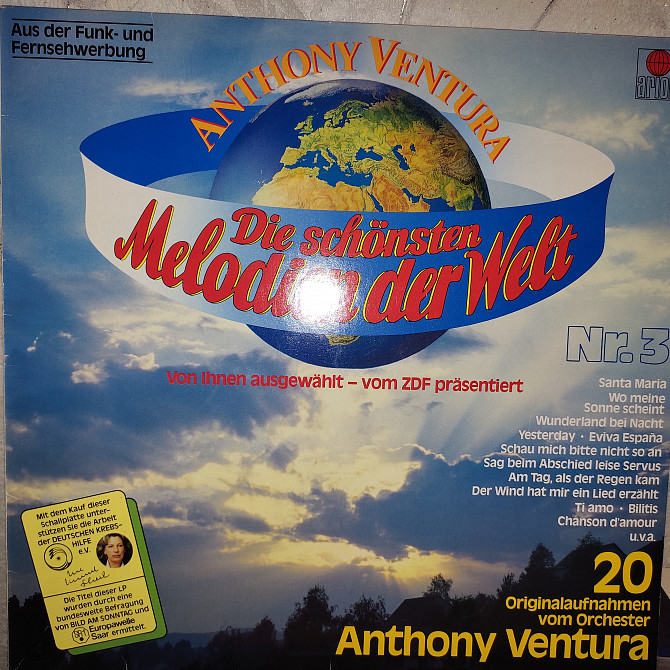 Aus der Funk- und
Fernsehwerbung
ANTHONY VENTURA
Die schönsten
Melodien der Welt
Nr. 3
Von Ihnen ausgewählt – vom ZDF präsentiert
Santa Maria
Wo meine
Sonne scheint
Wunderland bei Nacht
Yesterday · Eviva España
Schau mich bitte nicht so an
Sag beim Abschied leise Servus
Am Tag, als der Regen kam
Der Wind hat mir ein Lied erzählt
Ti amo · Bilitis
Chanson d'amour
u.v.a.
Mit dem Kauf dieser
Schallplatte unter-
stützen Sie die Arbeit
der DEUTSCHEN KREBS-
HILFE
e.V.
Die Titel dieser LP
wurden durch eine
bundesweite Befragung
von BILD AM SONNTAG und
Europawelle
Saar ermittelt.
20
Originalaufnahmen
vom Orchester
Anthony Ventura